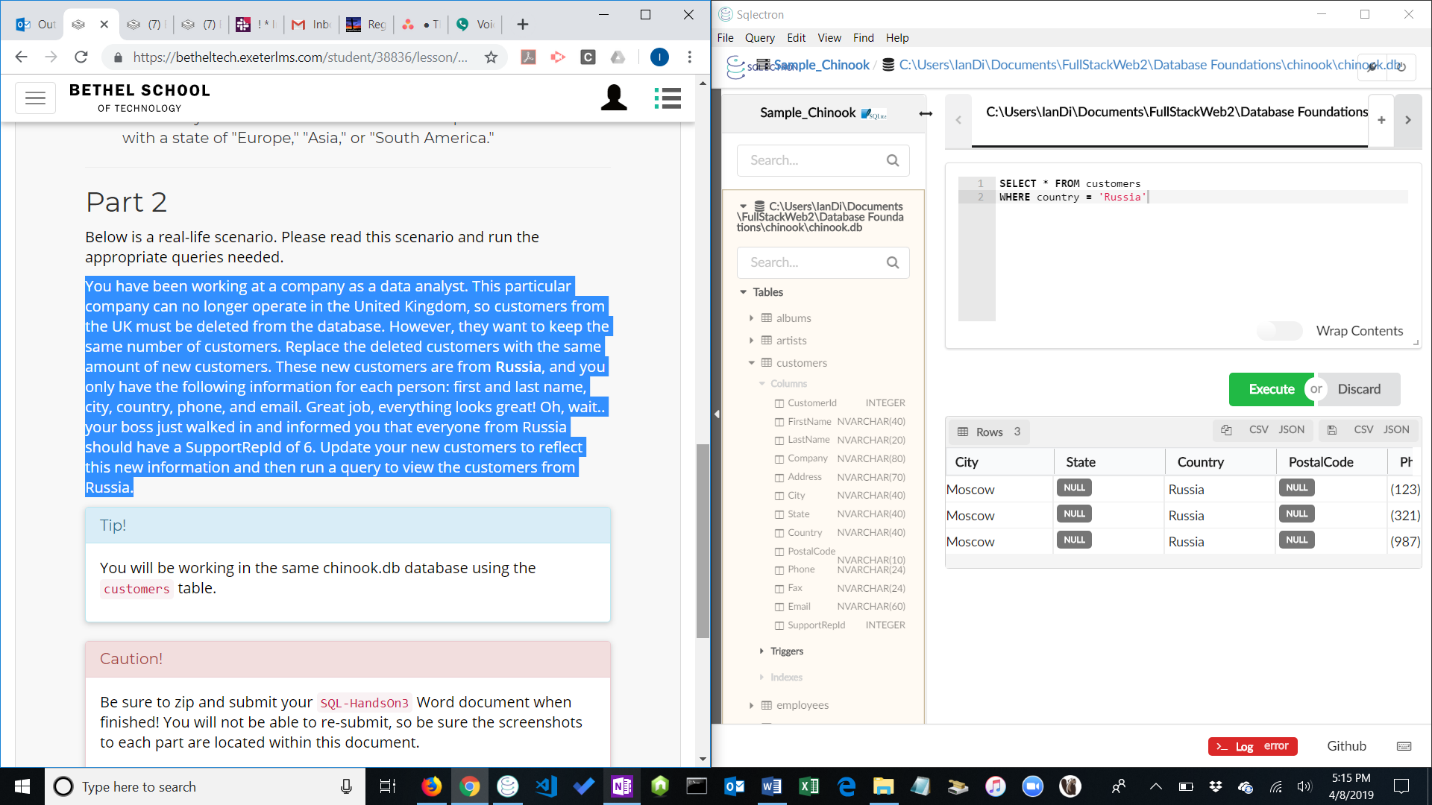 Out
(7)
(7)
! *
Inb
Reg
• T
Voi
https://betheltech.exeterlms.com/student/38836/lesson/...
BETHEL SCHOOL
OF TECHNOLOGY
with a state of "Europe," "Asia," or "South America."
Part 2
Below is a real-life scenario. Please read this scenario and run the
appropriate queries needed.
You have been working at a company as a data analyst. This particular
company can no longer operate in the United Kingdom, so customers from
the UK must be deleted from the database. However, they want to keep the
same number of customers. Replace the deleted customers with the same
amount of new customers. These new customers are from Russia, and you
only have the following information for each person: first and last name,
city, country, phone, and email. Great job, everything looks great! Oh, wait..
your boss just walked in and informed you that everyone from Russia
should have a SupportRepId of 6. Update your new customers to reflect
this new information and then run a query to view the customers from
Russia.
Tip!
You will be working in the same chinook.db database using the
customers table.
Caution!
Be sure to zip and submit your SQL-HandsOn3 Word document when
finished! You will not be able to re-submit, so be sure the screenshots
to each part are located within this document.
Sqlectron
File Query Edit View Find Help
Sample_Chinook / C:\Users\IanDi\Documents\FullStackWeb2\Database Foundations\chinook\chinook.db
Sample_Chinook
Search...
C:\Users\IanDi\Documents
\FullStackWeb2\Database Founda
tions\chinook\chinook.db
Search...
Tables
albums
artists
customers
Columns
CustomerId INTEGER
FirstName NVARCHAR(40)
LastName NVARCHAR(20)
Company NVARCHAR(80)
Address NVARCHAR(70)
City NVARCHAR(40)
State NVARCHAR(40)
Country NVARCHAR(40)
PostalCode NVARCHAR(10)
Phone NVARCHAR(24)
Fax NVARCHAR(24)
Email NVARCHAR(60)
SupportRepId INTEGER
Triggers
Indexes
employees
C:\Users\IanDi\Documents\FullStackWeb2\Database Foundations\chinook
1 SELECT * FROM customers
2 WHERE country = 'Russia'
Wrap Contents
Execute or Discard
Rows 3 CSV JSON CSV JSON
City State Country PostalCode Ph
Moscow NULL Russia NULL (123)
Moscow NULL Russia NULL (321)
Moscow NULL Russia NULL (987)
>_ Log error Github
Type here to search
5:15 PM
4/8/2019